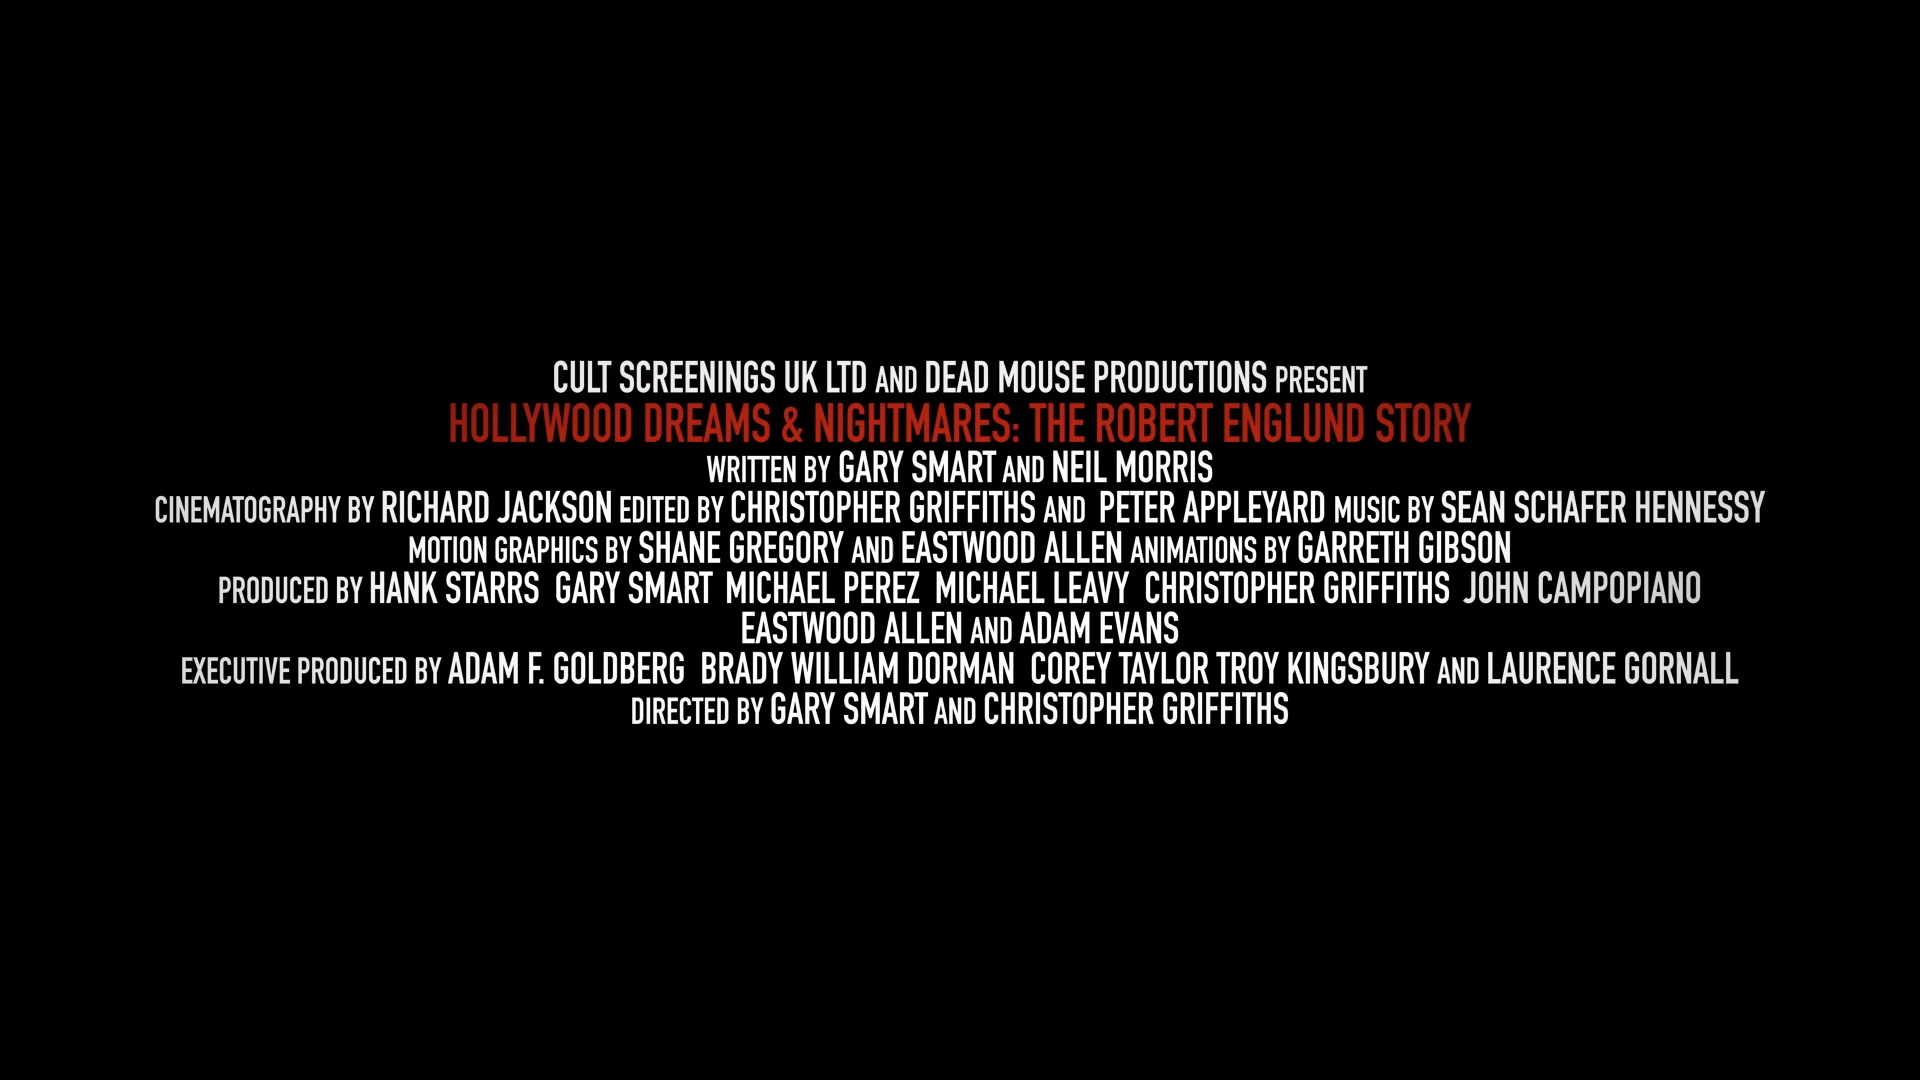 CULT SCREENINGS UK LTD AND DEAD MOUSE PRODUCTIONS PRESENT
HOLLYWOOD DREAMS & NIGHTMARES: THE ROBERT ENGLUND STORY
WRITTEN BY GARY SMART AND NEIL MORRIS
CINEMATOGRAPHY BY RICHARD JACKSON EDITED BY CHRISTOPHER GRIFFITHS AND PETER APPLEYARD MUSIC BY SEAN SCHAFER HENNESSY
MOTION GRAPHICS BY SHANE GREGORY AND EASTWOOD ALLEN ANIMATIONS BY GARRETH GIBSON
PRODUCED BY HANK STARRS GARY SMART MICHAEL PEREZ MICHAEL LEAVY CHRISTOPHER GRIFFITHS JOHN CAMPOPIANO
EASTWOOD ALLEN AND ADAM EVANS
EXECUTIVE PRODUCED BY ADAM F. GOLDBERG BRADY WILLIAM DORMAN COREY TAYLOR TROY KINGSBURY AND LAURENCE GORNALL
DIRECTED BY GARY SMART AND CHRISTOPHER GRIFFITHS